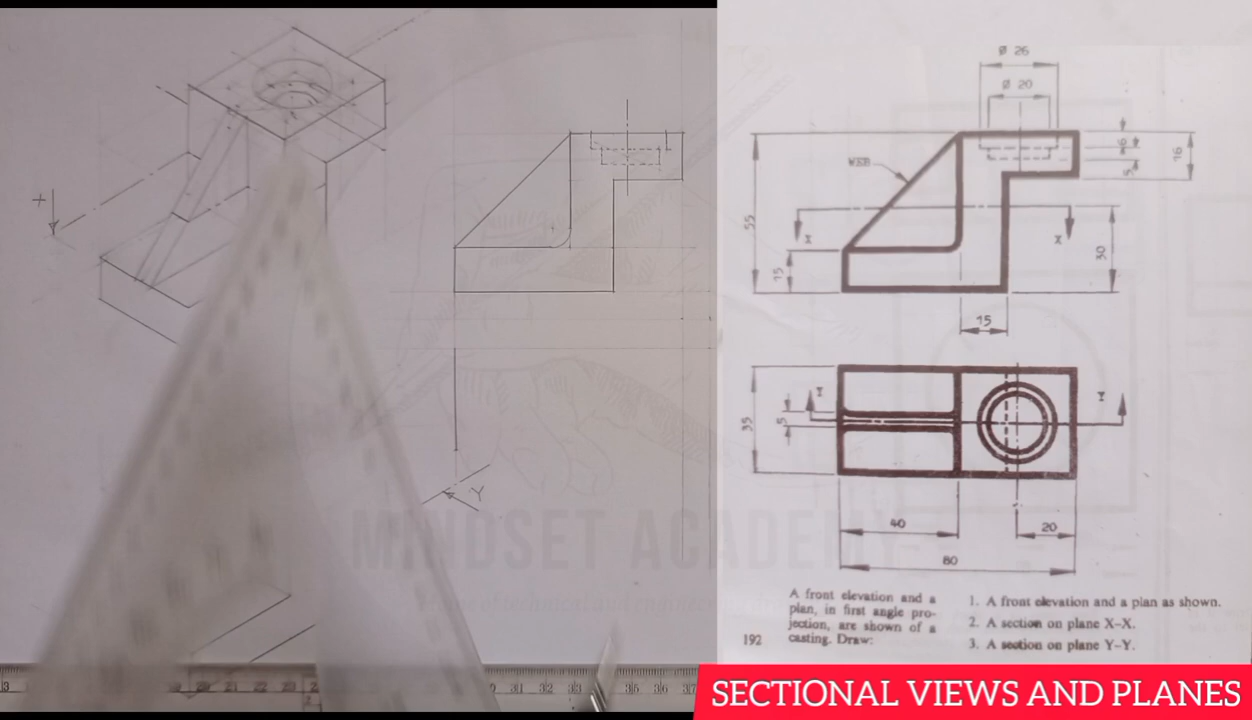 Ø 26
Ø 20
WEB
6
5
16
55
15
X
X
30
15
35
5
Y
Y
40
20
80
A front elevation and a
plan, in first angle pro-
jection, are shown of a
casting. Draw:
192
1. A front elevation and a plan as shown.
2. A section on plane X-X.
3. A section on plane Y-Y.
X
Y
MINDSET ACADEMY
SECTIONAL VIEWS AND PLANES